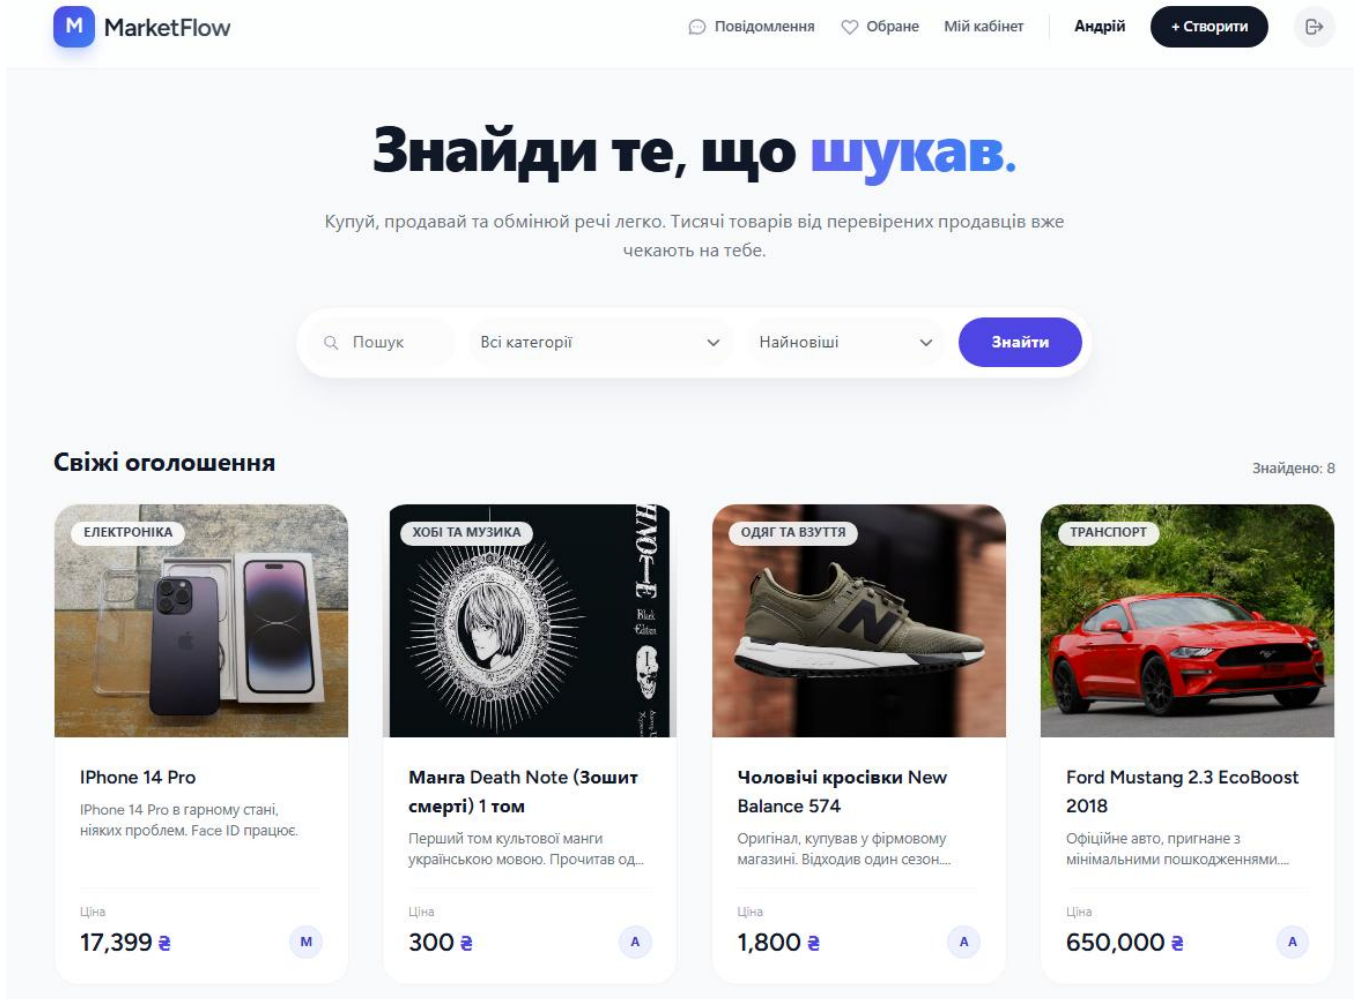 M MarketFlow
Повідомлення Обране Мій кабінет Андрій + Створити
Знайди те, що шукав.
Купуй, продавай та обмінюй речі легко. Тисячі товарів від перевірених продавців вже
чекають на тебе.
Пошук Всі категорії Найновіші Знайти
Свіжі оголошення
Знайдено: 8
ЕЛЕКТРОНІКА
IPhone 14 Pro
IPhone 14 Pro в гарному стані,
ніяких проблем. Face ID працює.
Ціна
17,399 ₴
M
ХОБІ ТА МУЗИКА
Black
Edition
Манга Death Note (Зошит
смерті) 1 том
Перший том культової манги
українською мовою. Прочитав од...
Ціна
300 ₴
A
ОДЯГ ТА ВЗУТТЯ
N
Чоловічі кросівки New
Balance 574
Оригінал, купував у фірмовому
магазині. Відходив один сезон....
Ціна
1,800 ₴
A
ТРАНСПОРТ
Ford Mustang 2.3 EcoBoost
2018
Офіційне авто, пригнане з
мінімальними пошкодженнями....
Ціна
650,000 ₴
A